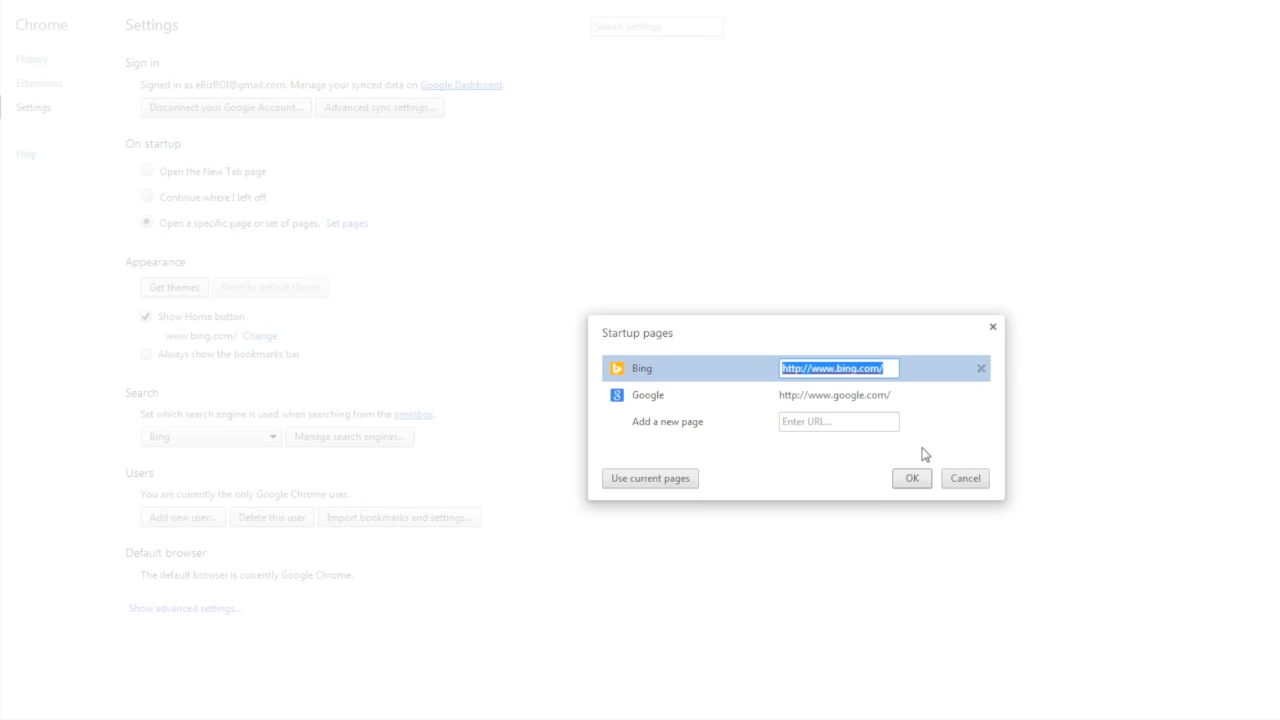 Chrome
Settings
Search settings
History
Extensions
Settings
Help
Sign in
Signed in as eBizROI@gmail.com. Manage your synced data on Google Dashboard.
Disconnect your Google Account... Advanced sync settings...
On startup
Open the New Tab page
Continue where I left off
Open a specific page or set of pages. Set pages
Appearance
Get themes Reset to default theme
Show Home button
www.bing.com/ Change
Always show the bookmarks bar
Search
Set which search engine is used when searching from the omnibox.
Bing Manage search engines...
Users
You are currently the only Google Chrome user.
Add new user... Delete this user Import bookmarks and settings...
Default browser
The default browser is currently Google Chrome.
Show advanced settings...
Startup pages
Bing http://www.bing.com/
Google http://www.google.com/
Add a new page Enter URL...
Use current pages OK Cancel